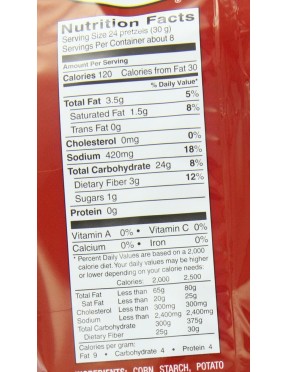 Nutrition Facts
Serving Size 24 pretzels (30 g)
Servings Per Container about 8
Amount Per Serving
Calories 120 Calories from Fat 30
% Daily Value*
Total Fat 3.5g 5%
Saturated Fat 1.5g 8%
Trans Fat 0g
Cholesterol 0mg 0%
Sodium 420mg 18%
Total Carbohydrate 24g 8%
Dietary Fiber 3g 12%
Sugars 1g
Protein 0g
Vitamin A 0% • Vitamin C 0%
Calcium 0% • Iron 0%
*Percent Daily Values are based on a 2,000
calorie diet. Your daily values may be higher
or lower depending on your calorie needs:
Calories: 2,000 2,500
Total Fat Less than 65g 80g
Sat Fat Less than 20g 25g
Cholesterol Less than 300mg 300mg
Sodium Less than 2,400mg 2,400mg
Total Carbohydrate 300g 375g
Dietary Fiber 25g 30g
Calories per gram:
Fat 9 • Carbohydrate 4 • Protein 4
INGREDIENTS: CORN STARCH, POTATO